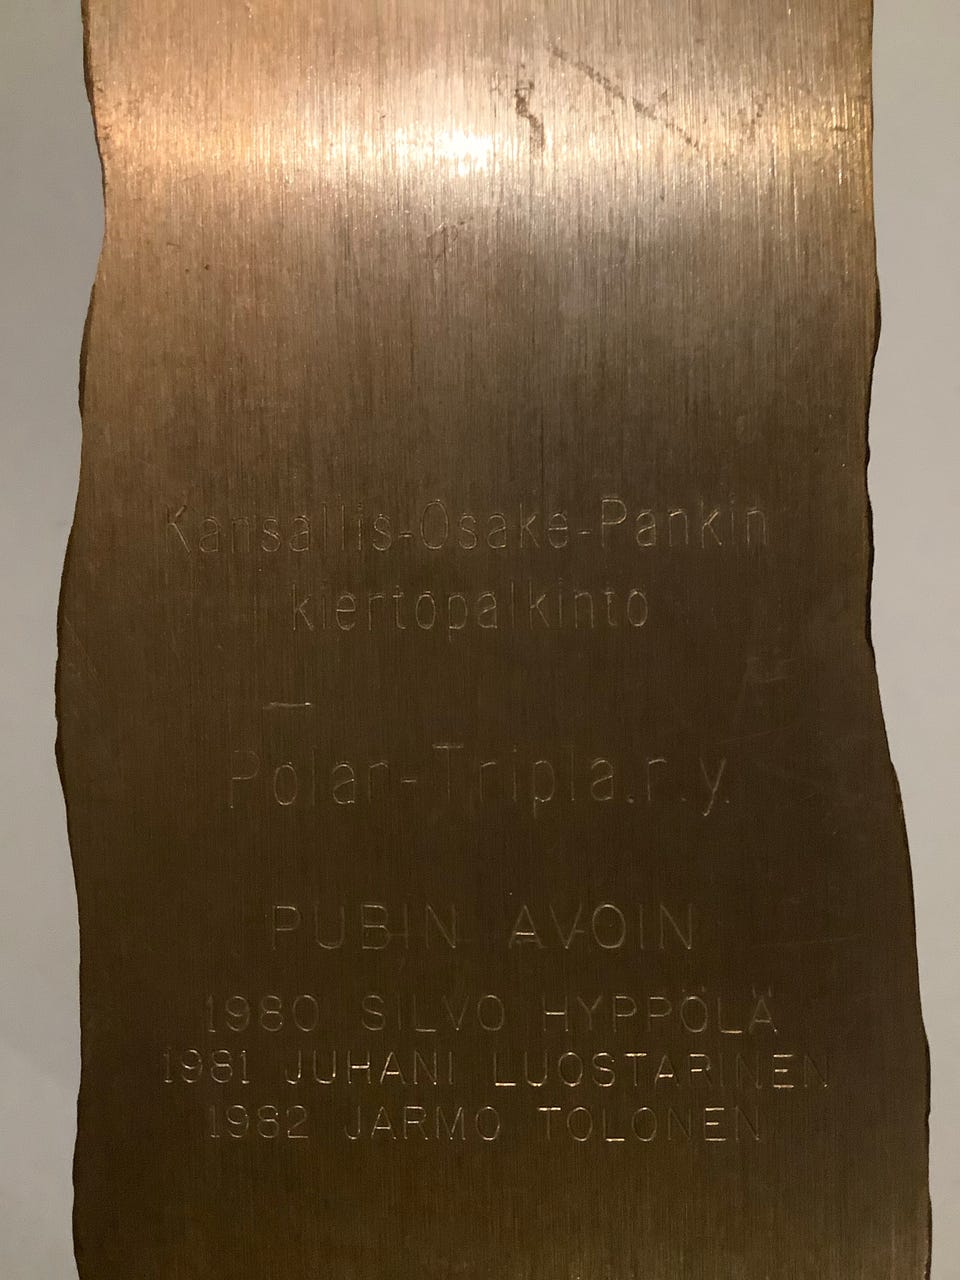 Kansallis-Osake-Pankin
kiertopalkinto
Polar-Tripla.r.y.
PUBIN AVOIN
1980 SILVO HYPPÖLÄ
1981 JUHANI LUOSTARINEN
1982 JARMO TOLONEN